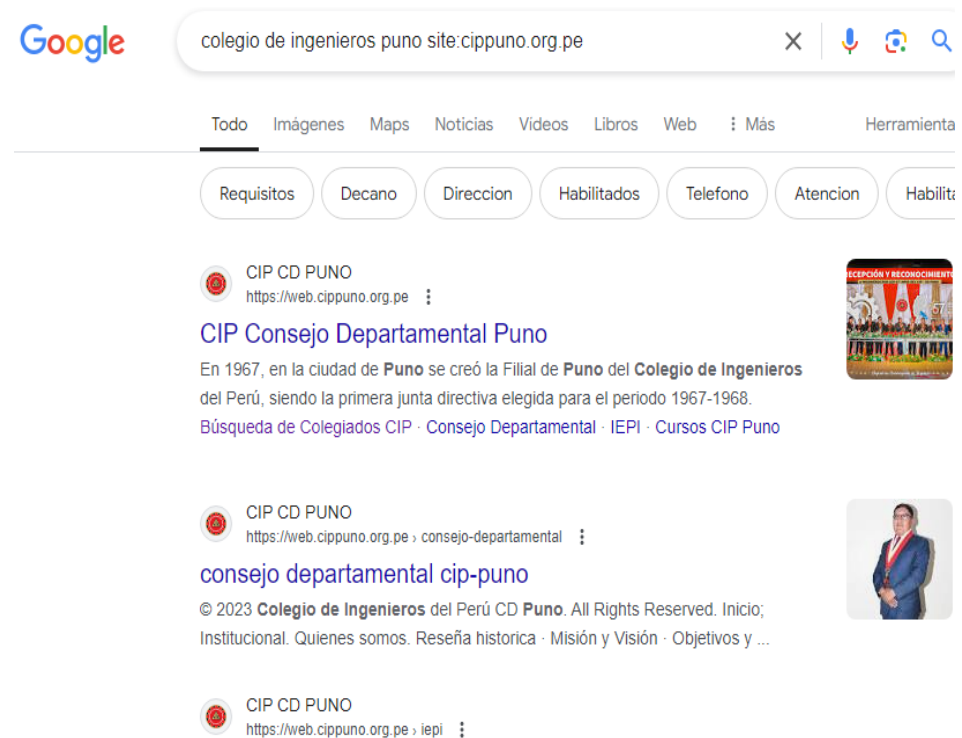 Google
colegio de ingenieros puno site:cippuno.org.pe
Todo Imágenes Maps Noticias Videos Libros Web Más Herramienta
Requisitos Decano Direccion Habilitados Telefono Atencion Habilita
CIP CD PUNO
https://web.cippuno.org.pe
CIP Consejo Departamental Puno
En 1967, en la ciudad de Puno se creó la Filial de Puno del Colegio de Ingenieros
del Perú, siendo la primera junta directiva elegida para el periodo 1967-1968.
Búsqueda de Colegiados CIP · Consejo Departamental · IEPI · Cursos CIP Puno
ECEPCIÓN Y RECONOCIMIENTO
CIP CD PUNO
https://web.cippuno.org.pe › consejo-departamental
consejo departamental cip-puno
© 2023 Colegio de Ingenieros del Perú CD Puno. All Rights Reserved. Inicio;
Institucional. Quienes somos. Reseña historica · Misión y Visión · Objetivos y ...
CIP CD PUNO
https://web.cippuno.org.pe › iepi